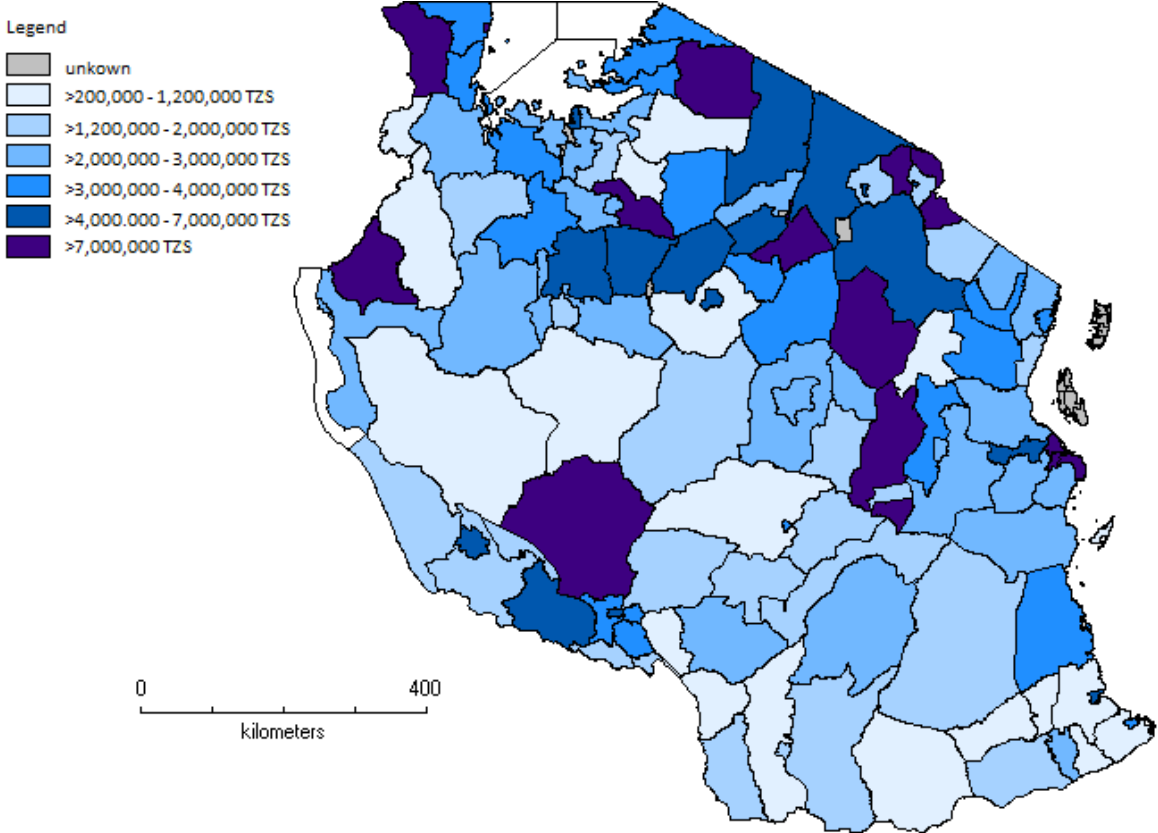 Legend
unkown
>200,000 - 1,200,000 TZS
>1,200,000 - 2,000,000 TZS
>2,000,000 - 3,000,000 TZS
>3,000,000 - 4,000,000 TZS
>4,000.000 - 7,000,000 TZS
>7,000,000 TZS
0 400
kilometers